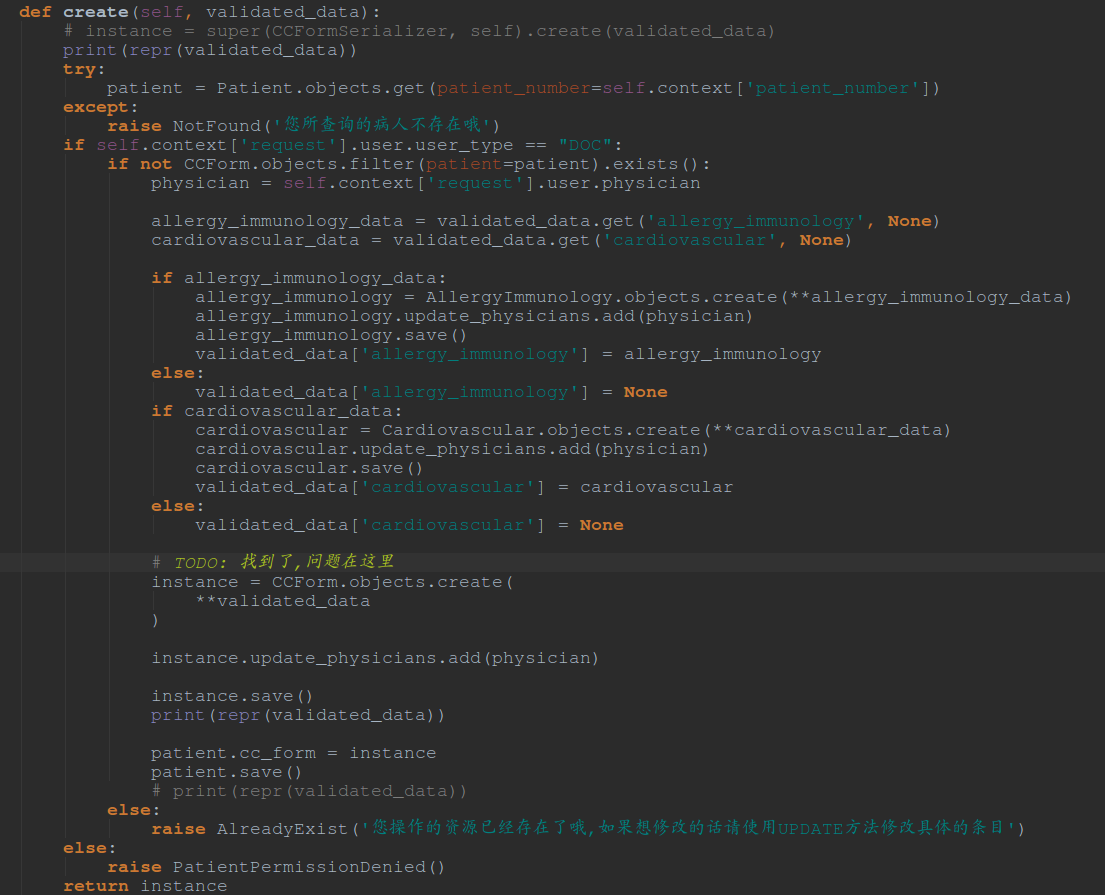 def create(self, validated_data):
# instance = super(CCFormSerializer, self).create(validated_data)
print(repr(validated_data))
try:
patient = Patient.objects.get(patient_number=self.context['patient_number'])
except:
raise NotFound('您所查询的病人不存在哦')
if self.context['request'].user.user_type == "DOC":
if not CCForm.objects.filter(patient=patient).exists():
physician = self.context['request'].user.physician
allergy_immunology_data = validated_data.get('allergy_immunology', None)
cardiovascular_data = validated_data.get('cardiovascular', None)
if allergy_immunology_data:
allergy_immunology = AllergyImmunology.objects.create(**allergy_immunology_data)
allergy_immunology.update_physicians.add(physician)
allergy_immunology.save()
validated_data['allergy_immunology'] = allergy_immunology
else:
validated_data['allergy_immunology'] = None
if cardiovascular_data:
cardiovascular = Cardiovascular.objects.create(**cardiovascular_data)
cardiovascular.update_physicians.add(physician)
cardiovascular.save()
validated_data['cardiovascular'] = cardiovascular
else:
validated_data['cardiovascular'] = None
# TODO: 找到了,问题在这里
instance = CCForm.objects.create(
**validated_data
)
instance.update_physicians.add(physician)
instance.save()
print(repr(validated_data))
patient.cc_form = instance
patient.save()
# print(repr(validated_data))
else:
raise AlreadyExist('您操作的资源已经存在了哦,如果想修改的话请使用UPDATE方法修改具体的条目')
else:
raise PatientPermissionDenied()
return instance